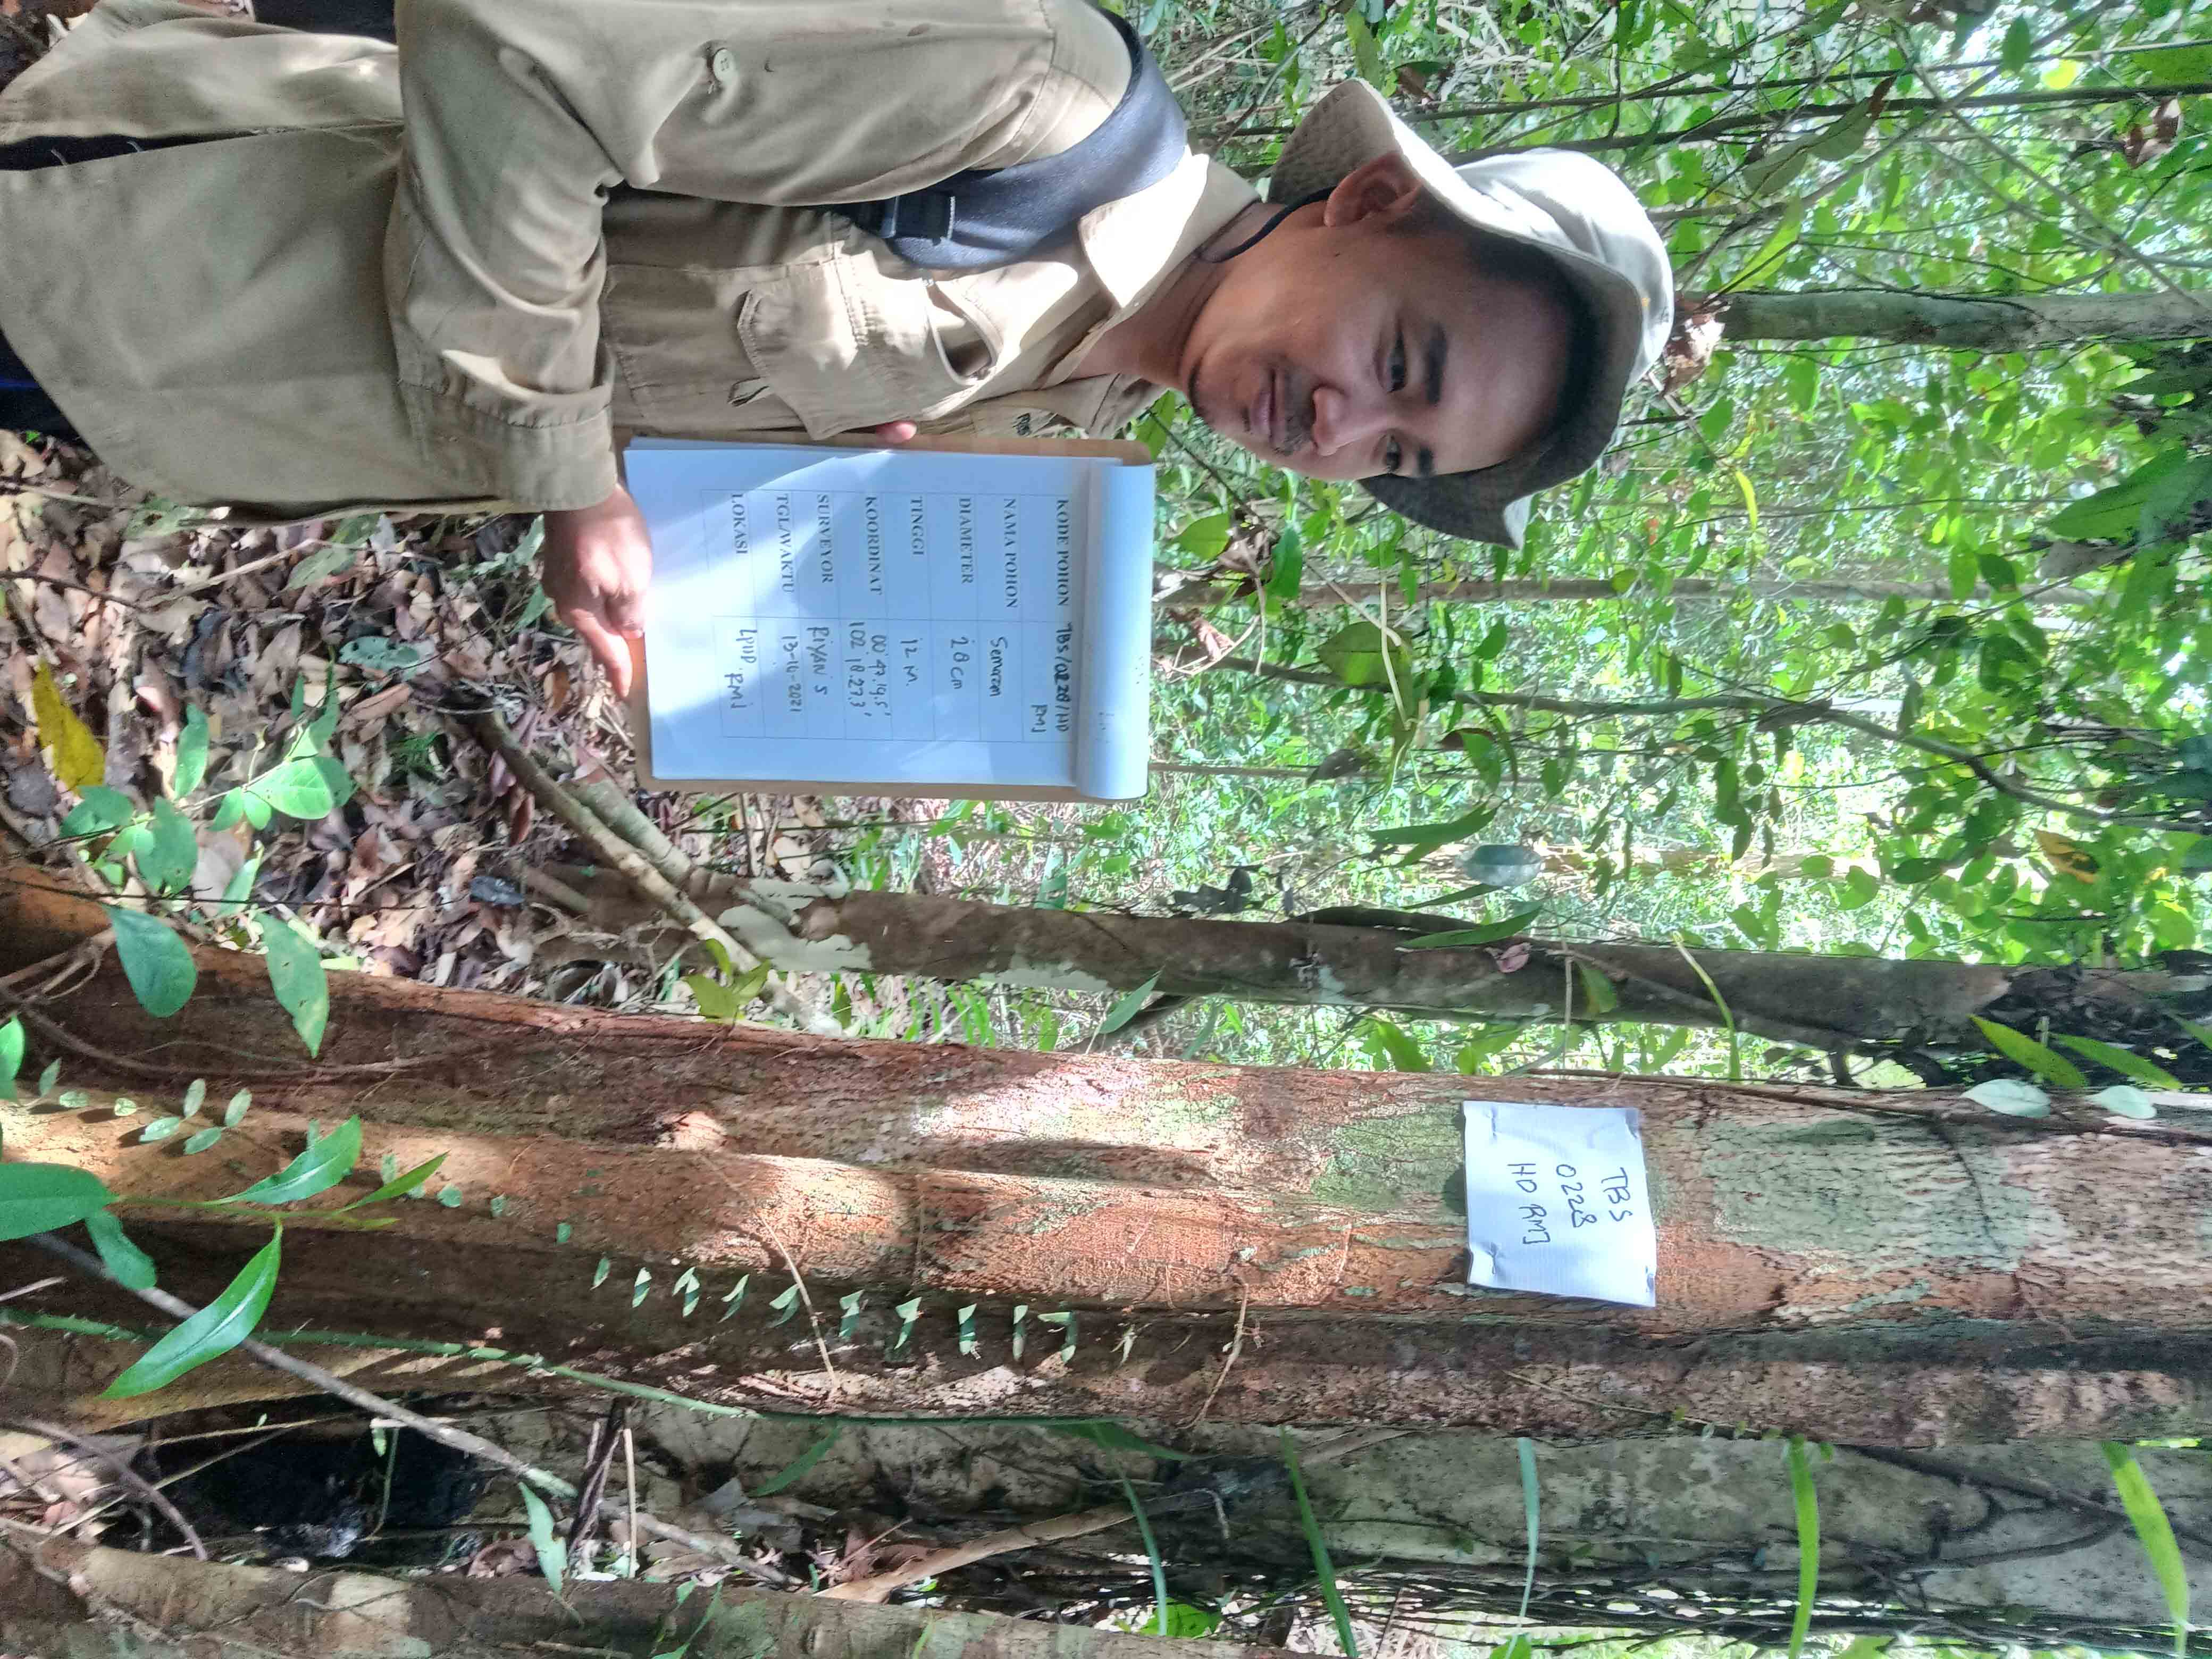 TBS
0228
HD RMJ
KODE POHON TBS/0228/HD
RMJ
NAMA POHON Semaram
DIAMETER 28 cm
TINGGI 12 M.
KOORDINAT 00°47.19.5'
102°18.27.3'
SURVEYOR RIYAN S
TGL/WAKTU 13-10-2021
LOKASI LPHD RMJ